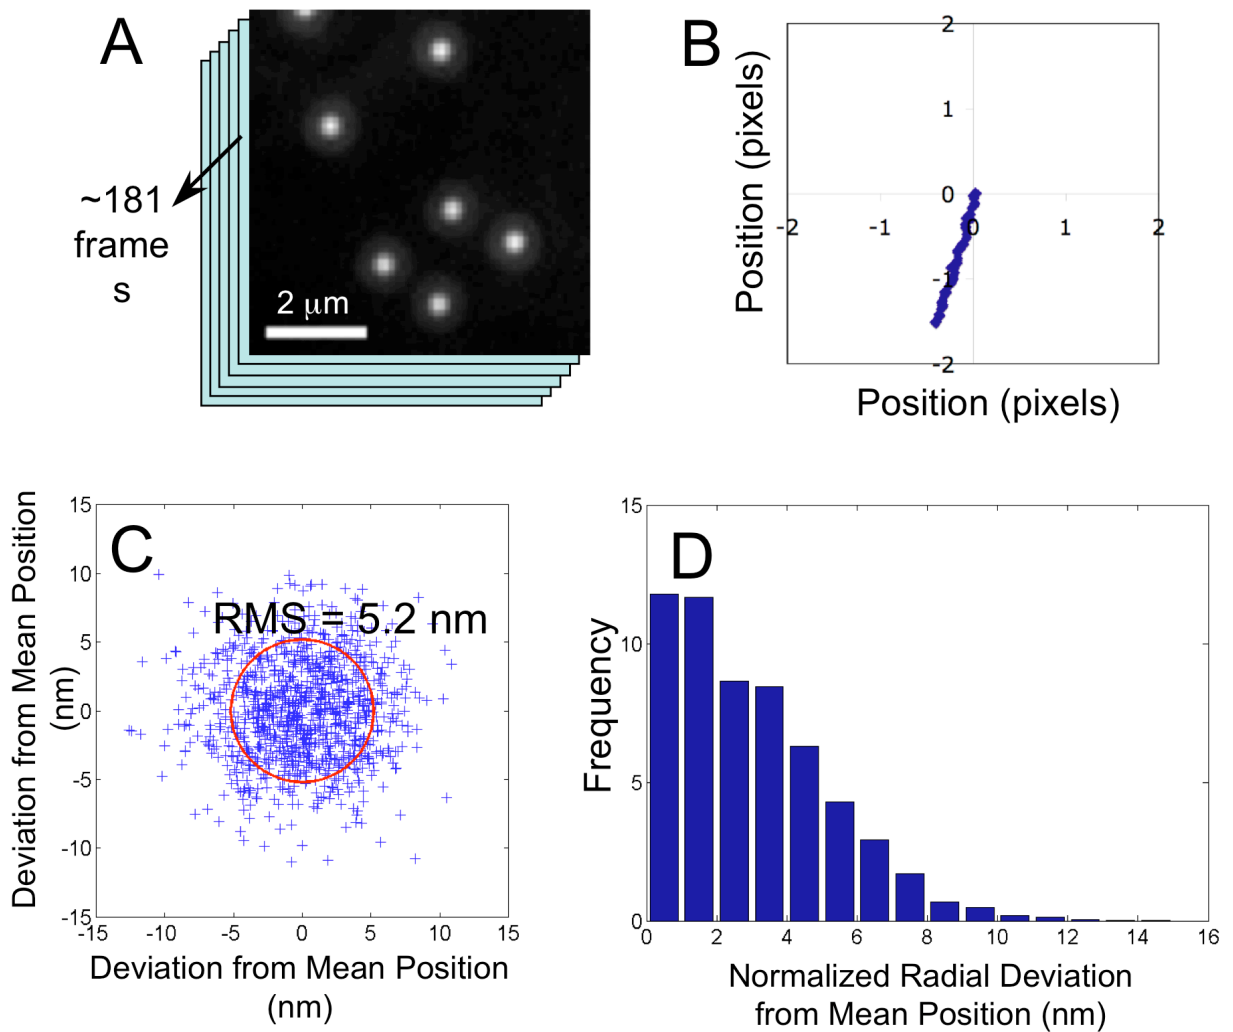 A
~181
frame
s
2 μm
B
Position (pixels)
2
1
0
-2
-1
0
1
2
-1
-2
Position (pixels)
C
RMS = 5.2 nm
Deviation from Mean Position
(nm)
15
10
5
0
-5
-10
-15
-15
-10
-5
0
5
10
15
Deviation from Mean Position
(nm)
D
Frequency
15
10
5
0
0
2
4
6
8
10
12
14
16
Normalized Radial Deviation
from Mean Position (nm)